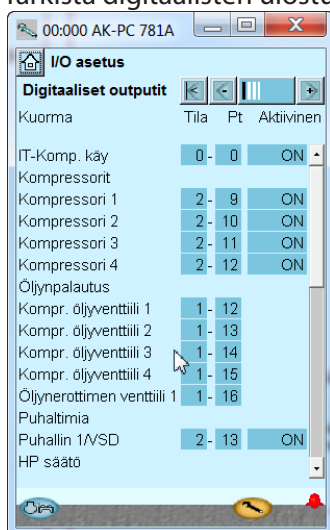 00:000 AK-PC 781A
I/O asetus
Digitaaliset outputit
Kuorma Tila Pt Aktiivinen
IT-Komp. käy 0 - 0 ON
Kompressorit
Kompressori 1 2 - 9 ON
Kompressori 2 2 - 10 ON
Kompressori 3 2 - 11 ON
Kompressori 4 2 - 12 ON
Öljynpalautus
Kompr. öljyventtiili 1 1 - 12
Kompr. öljyventtiili 2 1 - 13
Kompr. öljyventtiili 3 1 - 14
Kompr. öljyventtiili 4 1 - 15
Öljynerottimen venttiili 1 1 - 16
Puhaltimia
Puhallin 1/VSD 2 - 13 ON
HP säätö